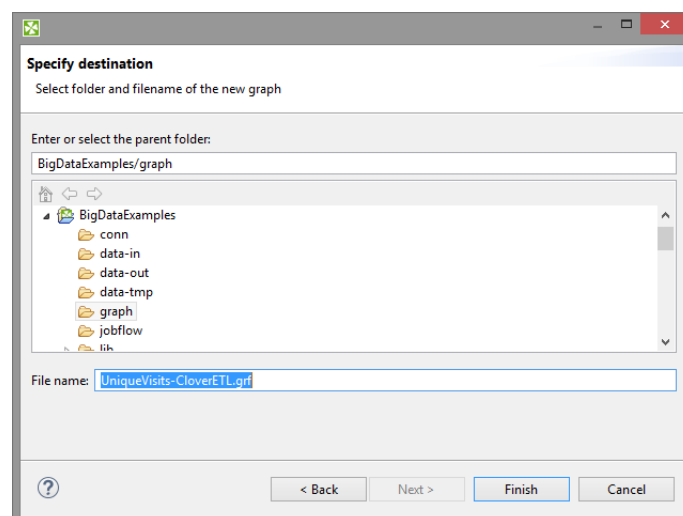 Specify destination
Select folder and filename of the new graph
Enter or select the parent folder:
BigDataExamples/graph
BigDataExamples
conn
data-in
data-out
data-tmp
graph
jobflow
lib
File name: UniqueVisits-CloverETL.grf
< Back Next > Finish Cancel